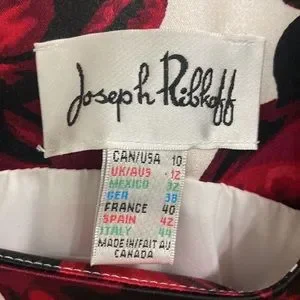 Joseph Ribkoff
CAN/USA 10
UK/AUS 12
MEXICO 32
GER 38
FRANCE 40
SPAIN 42
ITALY 44
MADE IN/FAIT AU
CANADA